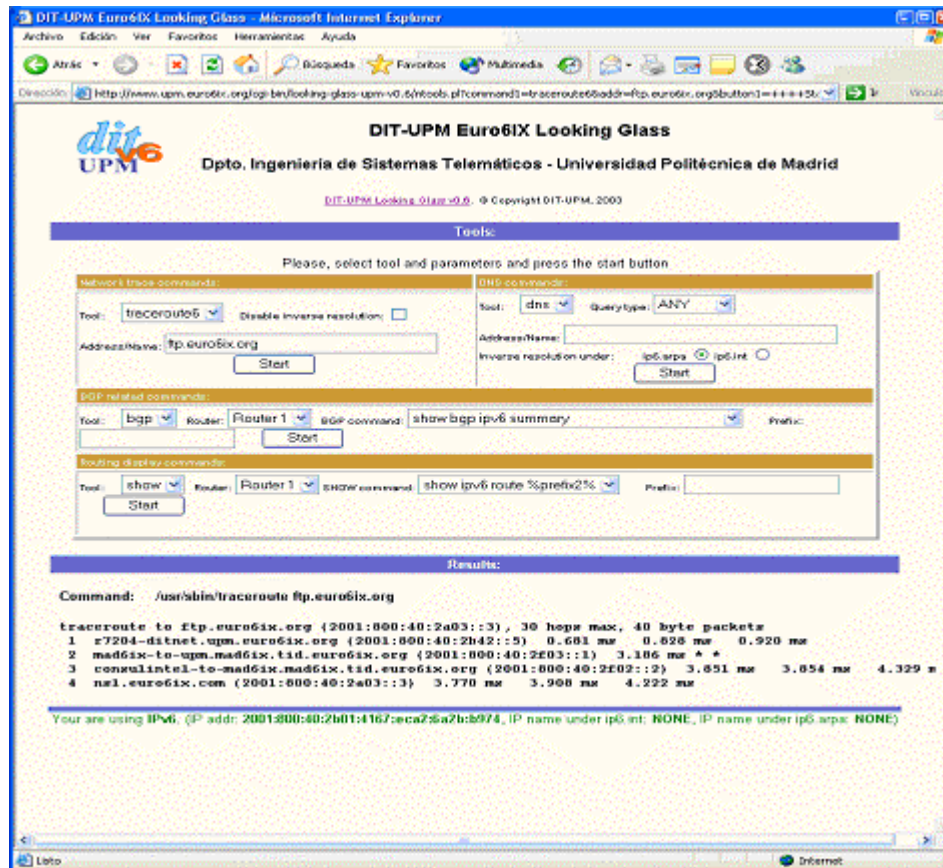 DIT-UPM Euro6IX Looking Glass - Microsoft Internet Explorer
Archivo Edición Ver Favoritos Herramientas Ayuda
Atrás Búsqueda Favoritos Multimedia
Dirección http://www.upm.euro6ix.org/cgi-bin/looking-glass-upm-v0.6/ntools.pl?command1=traceroute6&addr=ftp.euro6ix.org&button1=++++St Ir
dit v6 UPM
DIT-UPM Euro6IX Looking Glass
Dpto. Ingeniería de Sistemas Telemáticos - Universidad Politécnica de Madrid
DIT-UPM Looking Glass v0.6. © Copyright DIT-UPM, 2003
Tools:
Please, select tool and parameters and press the start button
Network trace commands:
Tool: traceroute6 Disable inverse resolution:
Address/Name: ftp.euro6ix.org
Start
DNS commands:
Tool: dns Query type: ANY
Address/Name:
Inverse resolution under: ip6.arpa ip6.int
Start
BGP related commands:
Tool: bgp Router: Router 1 BGP command: show bgp ipv6 summary Prefix:
Start
Routing display commands:
Tool: show Router: Router 1 SHOW command: show ipv6 route %prefix2% Prefix:
Start
Results:
Command: /usr/sbin/traceroute ftp.euro6ix.org
traceroute to ftp.euro6ix.org (2001:800:40:2a03::3), 30 hops max, 40 byte packets
1 r7204-ditnet.upm.euro6ix.org (2001:800:40:2b42::5) 0.681 ms 0.828 ms 0.920 ms
2 mad6ix-to-upm.mad6ix.tid.euro6ix.org (2001:800:40:2f03::1) 3.186 ms * *
3 consulintel-to-mad6ix.mad6ix.tid.euro6ix.org (2001:800:40:2f02::2) 3.851 ms 3.854 ms 4.329 m
4 ns1.euro6ix.com (2001:800:40:2a03::3) 3.770 ms 3.908 ms 4.222 ms
Your are using IPv6, (IP addr: 2001:800:40:2b01:4167:eca2:6a2b:b974, IP name under ip6.int: NONE, IP name under ip6.arpa: NONE)
Listo Internet